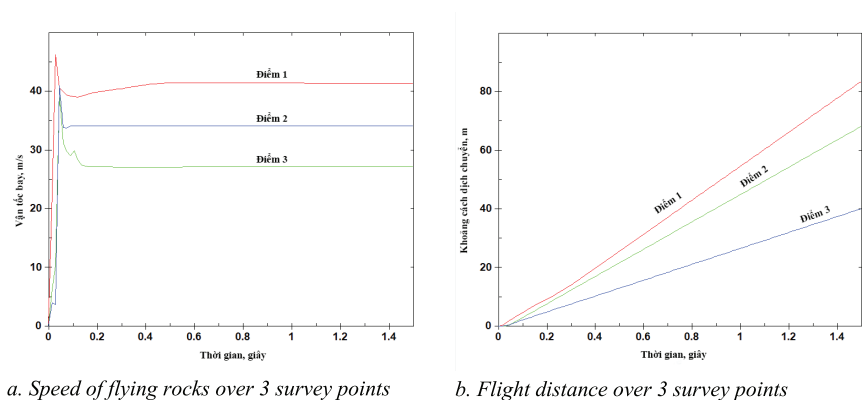 Vận tốc bay, m/s
40
30
20
10
0
Điểm 1
Điểm 2
Điểm 3
0 0.2 0.4 0.6 0.8 1 1.2 1.4
Thời gian, giây
a. Speed of flying rocks over 3 survey points
Khoảng cách dịch chuyển, m
80
60
40
20
0
Điểm 1
Điểm 2
Điểm 3
0 0.2 0.4 0.6 0.8 1 1.2 1.4
Thời gian, giây
b. Flight distance over 3 survey points